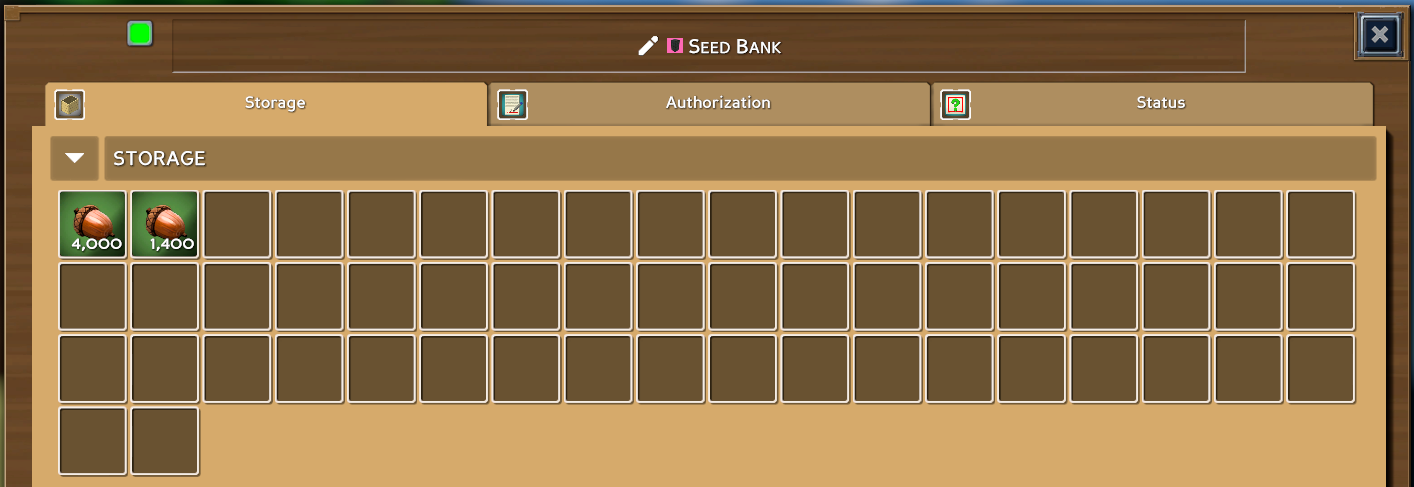 Seed Bank
Storage
Authorization
Status
STORAGE
4,000
1,400